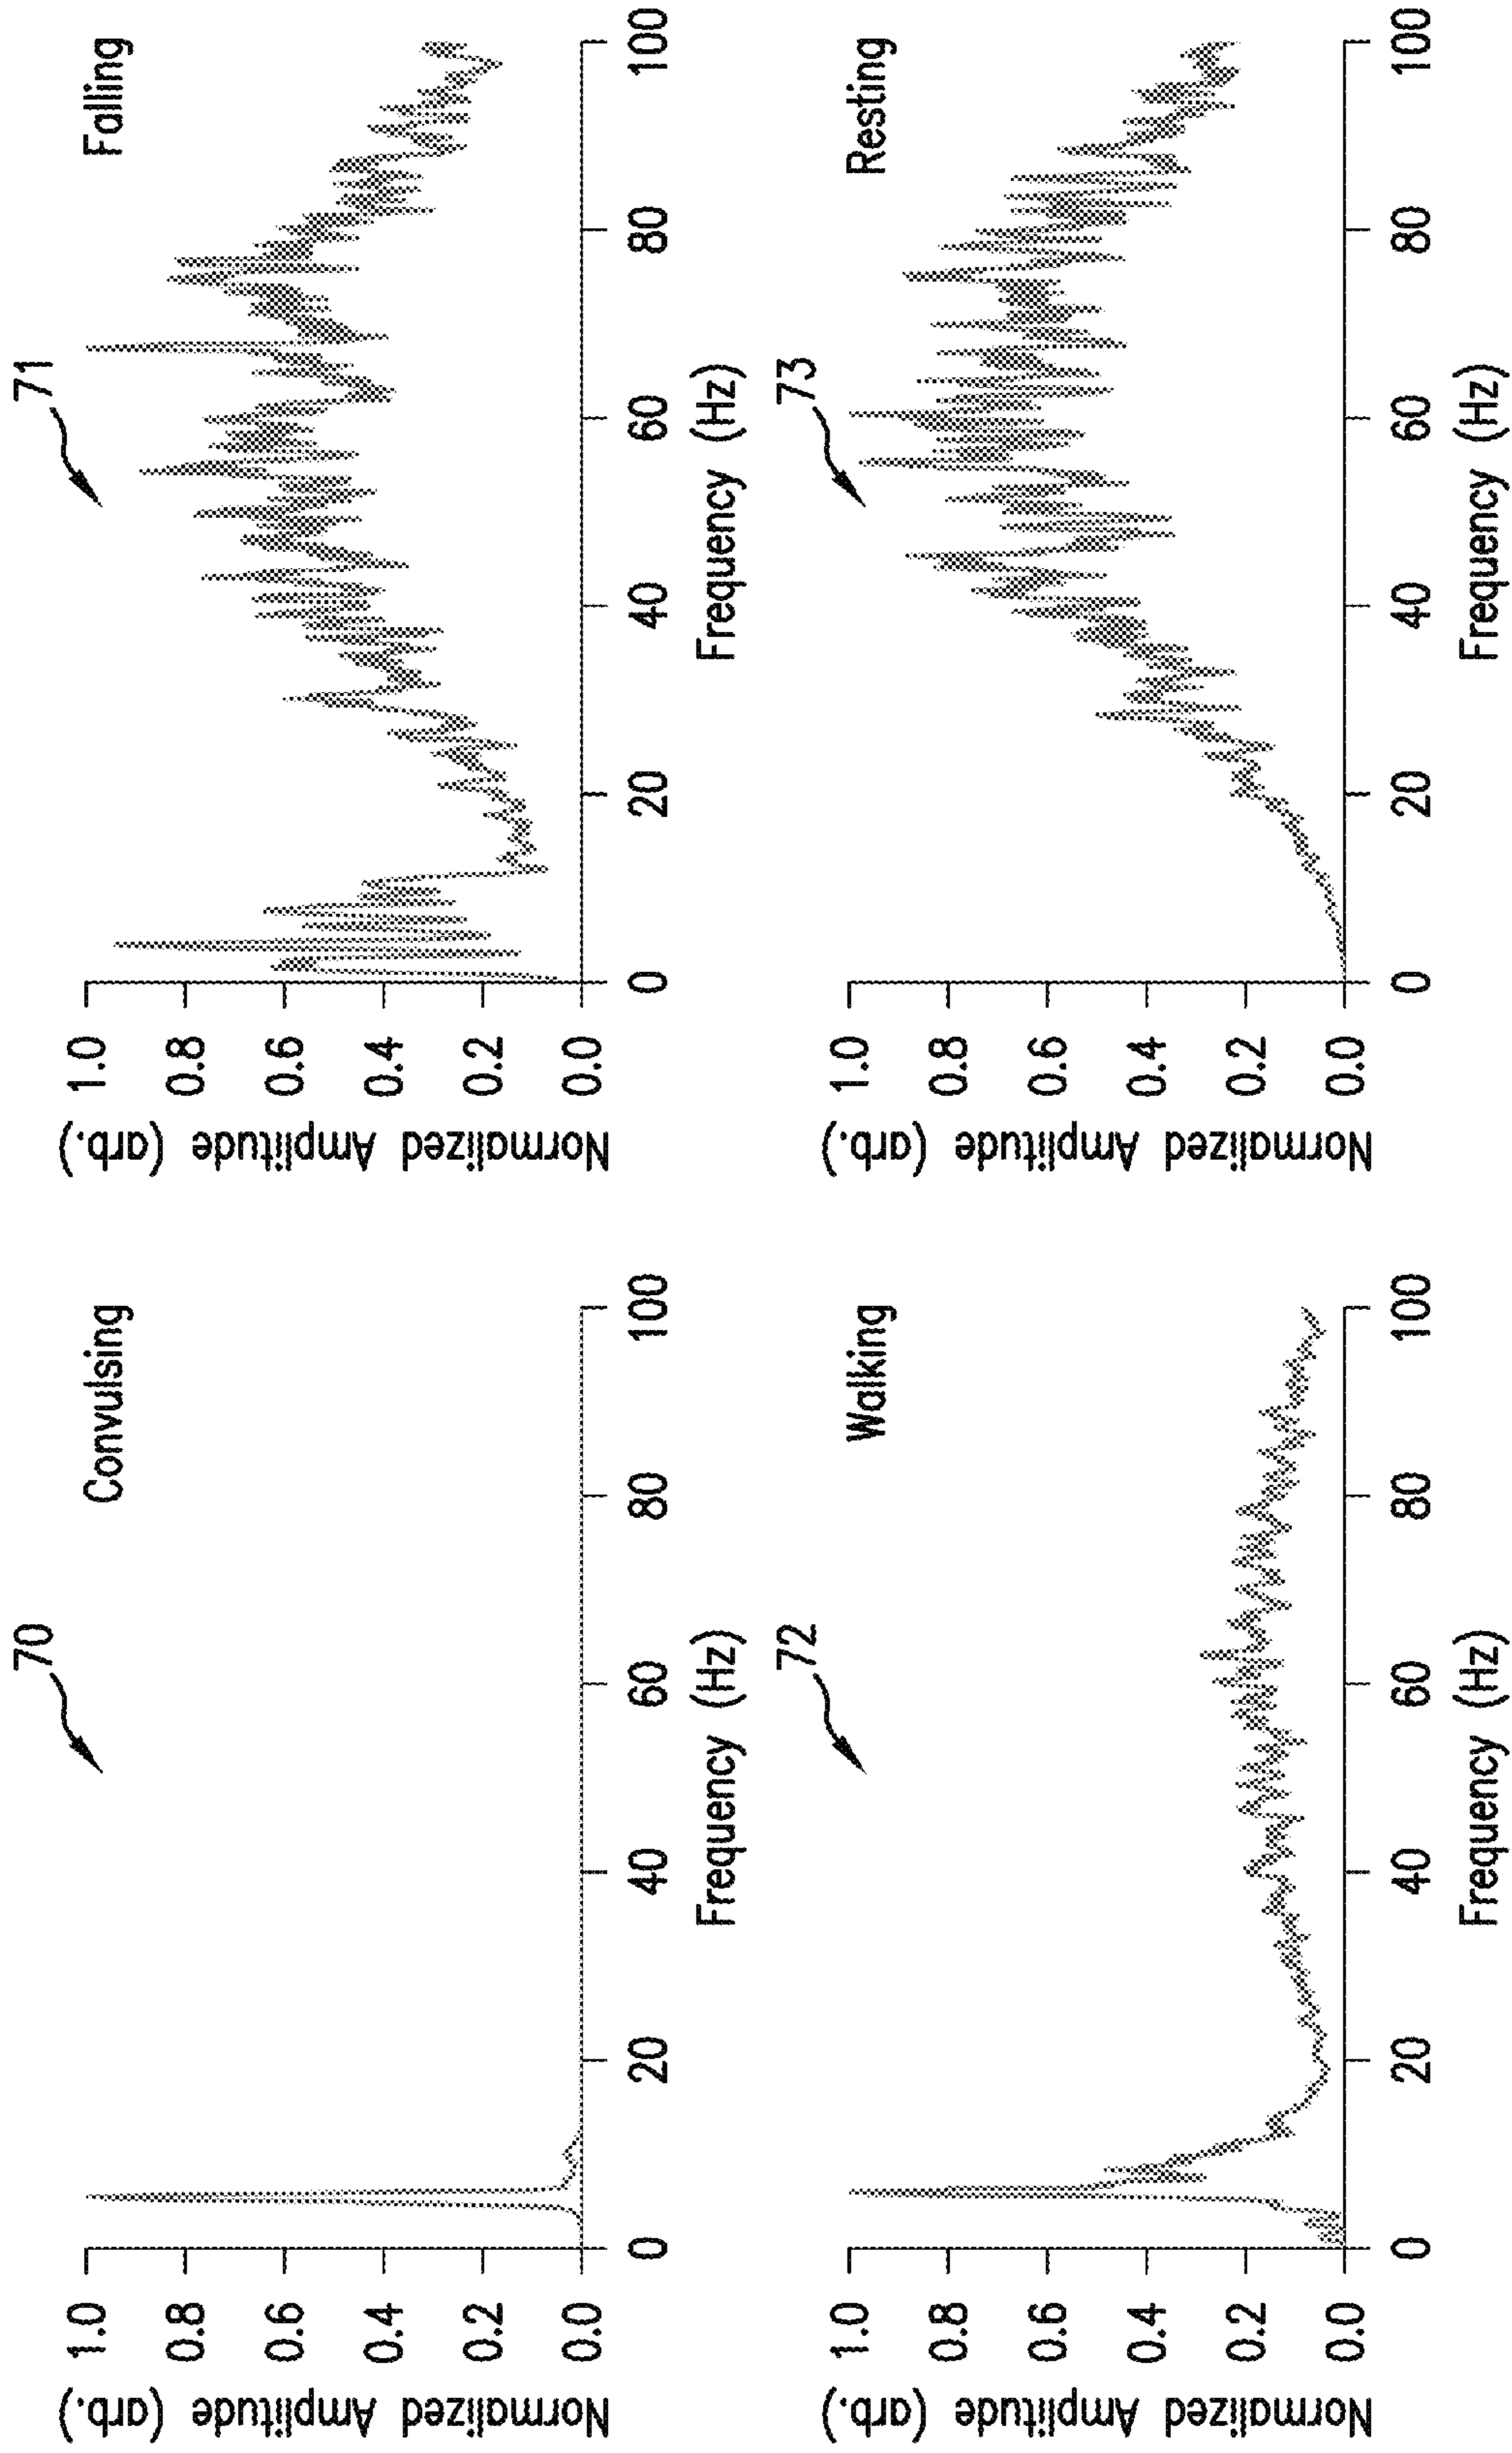 70
Convulsing
Normalized Amplitude (arb.)
1.0
0.8
0.6
0.4
0.2
0.0
0 20 40 60 80 100
Frequency (Hz)
71
Falling
Normalized Amplitude (arb.)
1.0
0.8
0.6
0.4
0.2
0.0
0 20 40 60 80 100
Frequency (Hz)
72
Walking
Normalized Amplitude (arb.)
1.0
0.8
0.6
0.4
0.2
0.0
0 20 40 60 80 100
Frequency (Hz)
73
Resting
Normalized Amplitude (arb.)
1.0
0.8
0.6
0.4
0.2
0.0
0 20 40 60 80 100
Frequency (Hz)